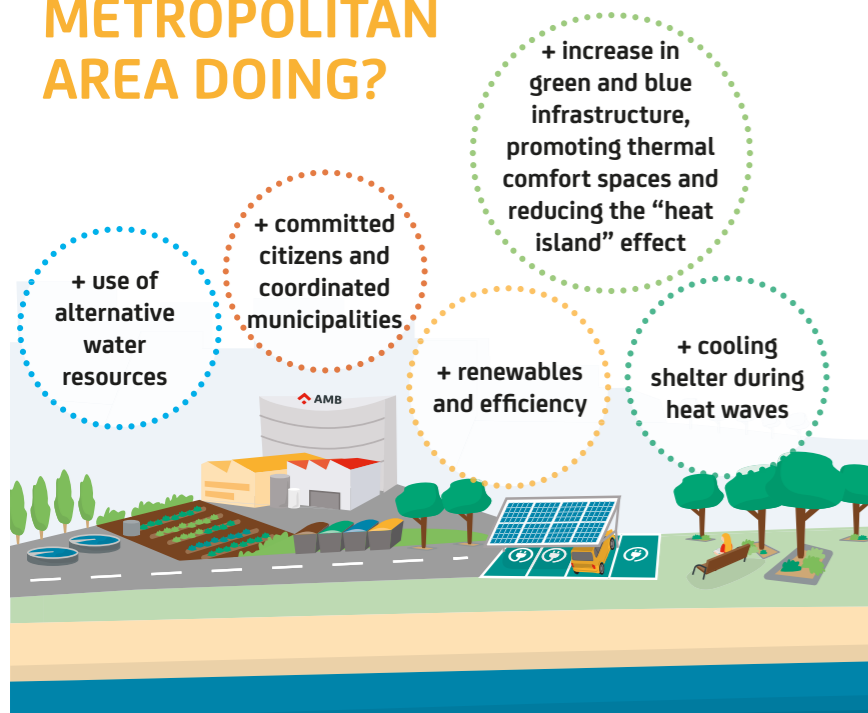 METROPOLITAN
AREA DOING?
+ increase in
green and blue
infrastructure,
promoting thermal
comfort spaces and
reducing the “heat
island” effect
+ committed
citizens and
coordinated
municipalities
+ use of
alternative
water
resources
+ renewables
and efficiency
+ cooling
shelter during
heat waves
AMB